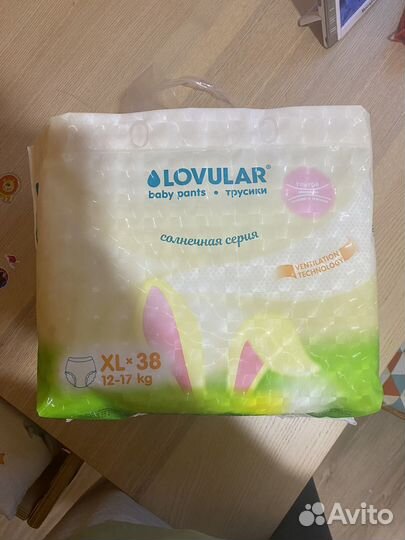 LOVULAR®
baby pants • трусики
солнечная серия
VENTILATION
TECHNOLOGY
XL × 38
12-17 kg
Avito